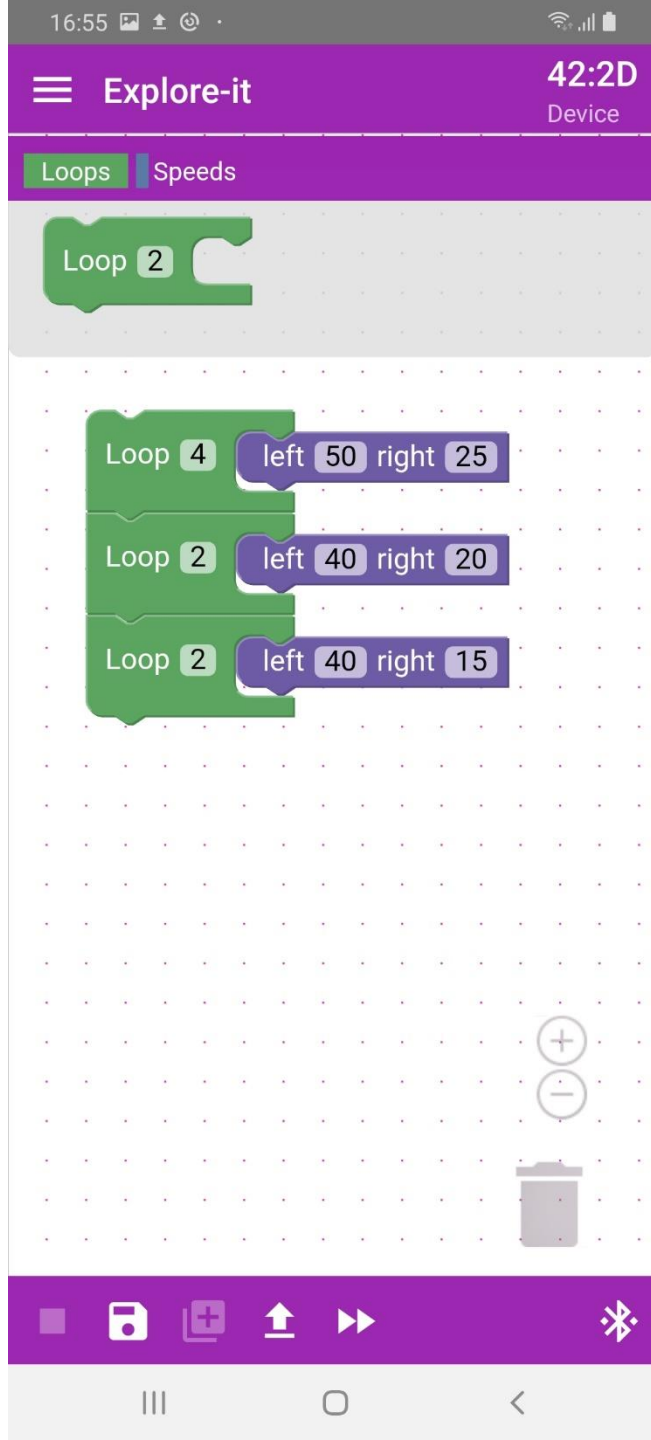 16:55
Explore-it
42:2D
Device
Loops Speeds
Loop 2
Loop 4 left 50 right 25
Loop 2 left 40 right 20
Loop 2 left 40 right 15